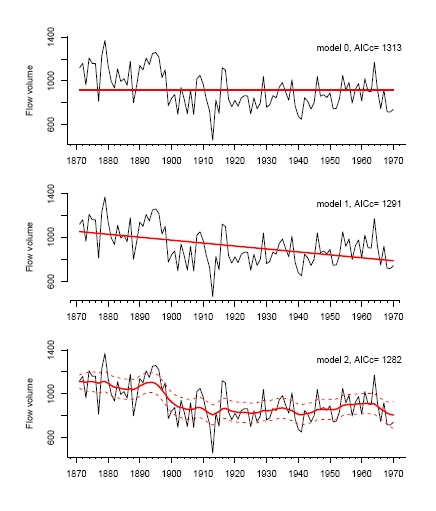 model 0, AICc= 1313
Flow volume
600
1000
1400
1870 1880 1890 1900 1910 1920 1930 1940 1950 1960 1970
model 1, AICc= 1291
Flow volume
600
1000
1400
1870 1880 1890 1900 1910 1920 1930 1940 1950 1960 1970
model 2, AICc= 1282
Flow volume
600
1000
1400
1870 1880 1890 1900 1910 1920 1930 1940 1950 1960 1970